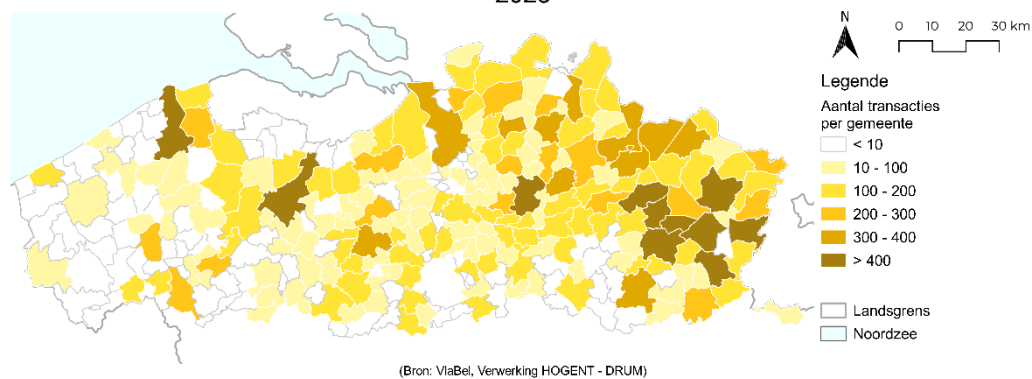 N
0 10 20 30 km
Legende
Aantal transacties
per gemeente
< 10
10 - 100
100 - 200
200 - 300
300 - 400
> 400
Landsgrens
Noordzee
(Bron: VlaBel, Verwerking HOGENT - DRUM)